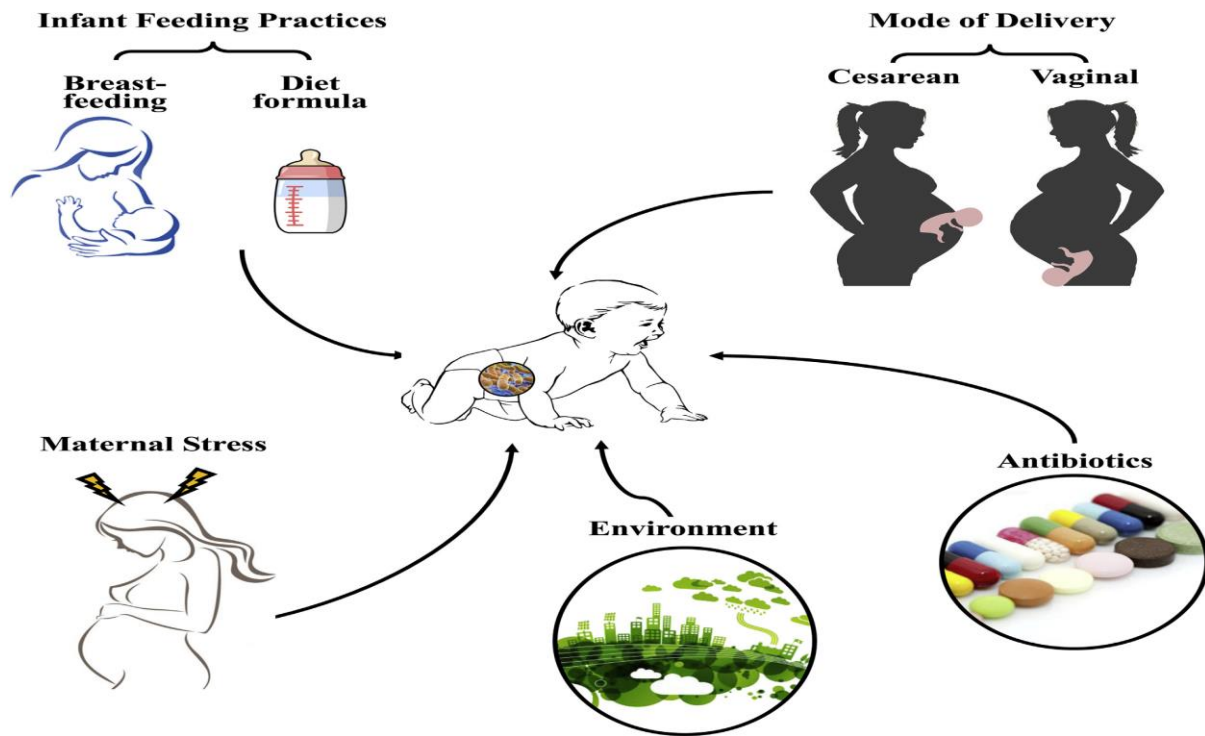 Infant Feeding Practices
Breast-
feeding
Diet
formula
Mode of Delivery
Cesarean
Vaginal
Maternal Stress
Environment
Antibiotics